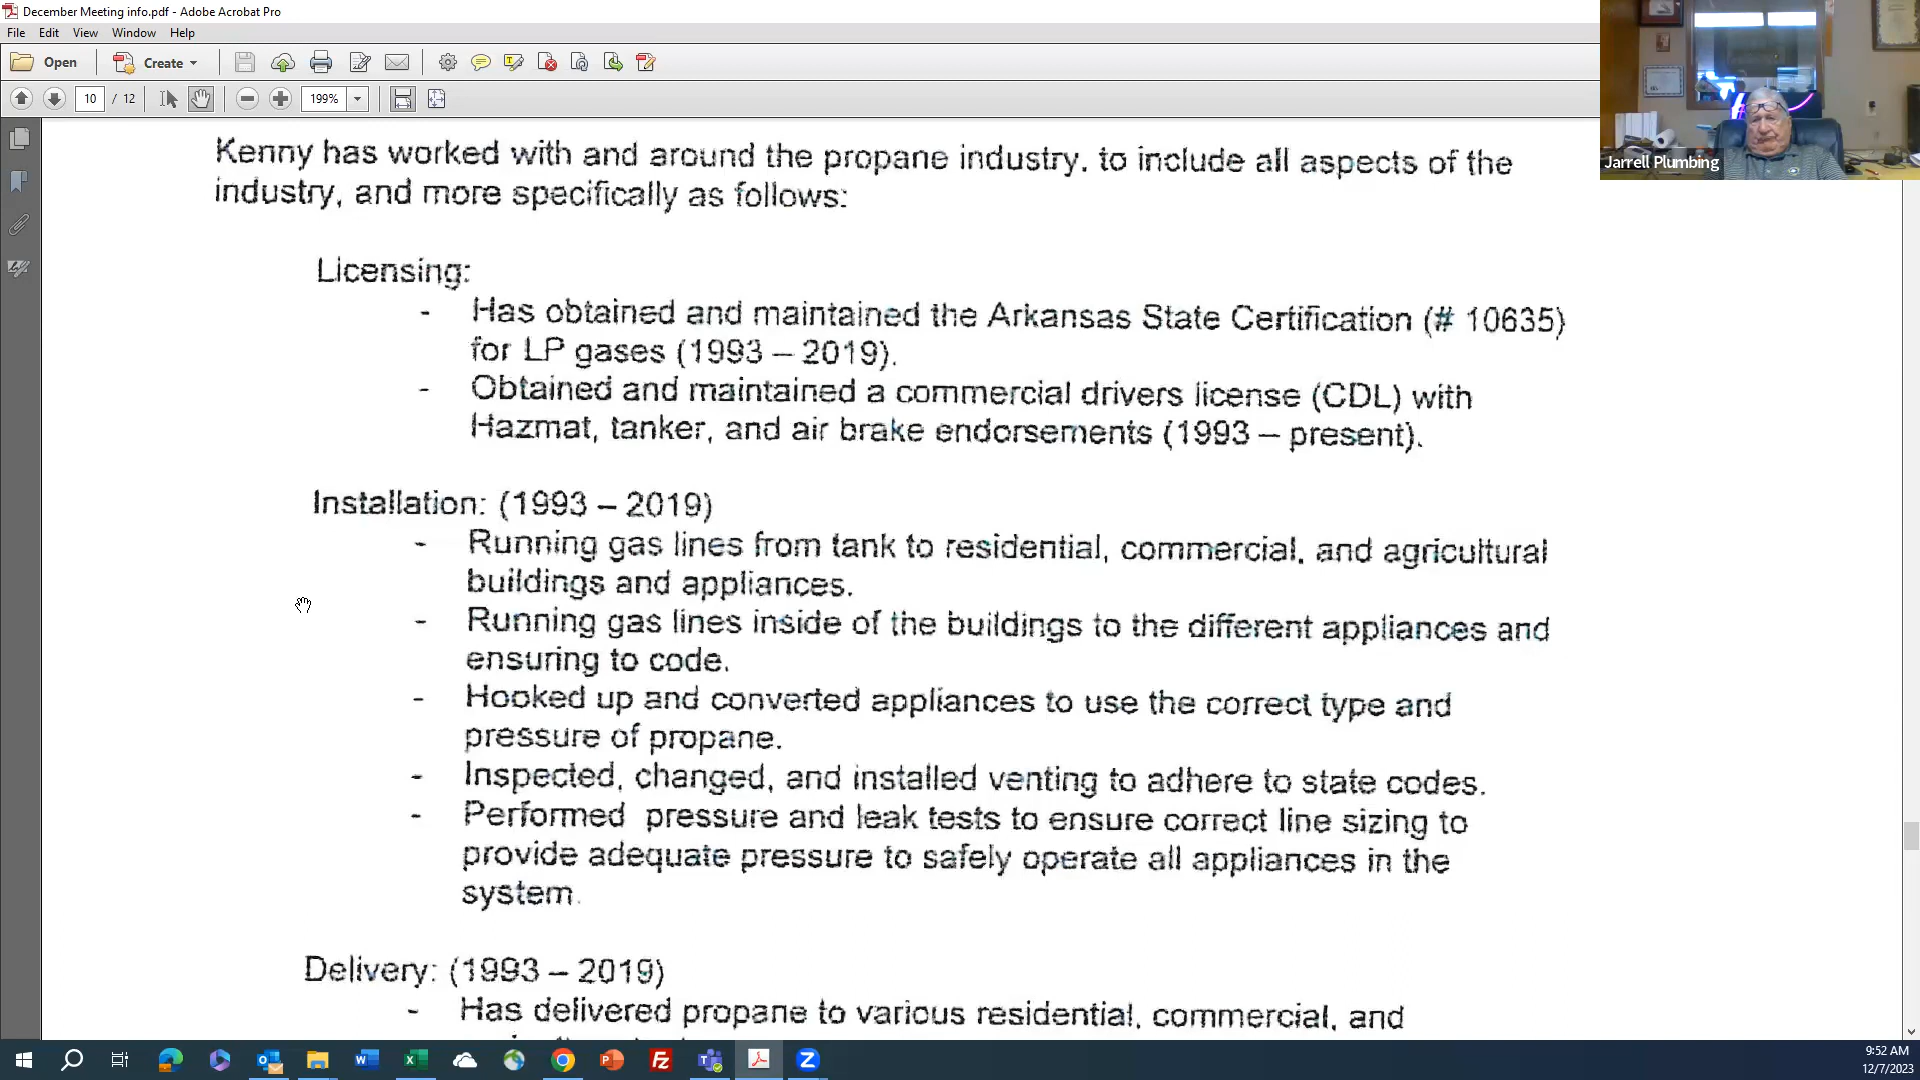 December Meeting info.pdf - Adobe Acrobat Pro
File Edit View Window Help
Open Create
10 / 12 199%
Jarrell Plumbing
Kenny has worked with and around the propane industry, to include all aspects of the
industry, and more specifically as follows:
Licensing:
- Has obtained and maintained the Arkansas State Certification (# 10635)
for LP gases (1993 – 2019).
- Obtained and maintained a commercial drivers license (CDL) with
Hazmat, tanker, and air brake endorsements (1993 – present).
Installation: (1993 – 2019)
- Running gas lines from tank to residential, commercial, and agricultural
buildings and appliances.
- Running gas lines inside of the buildings to the different appliances and
ensuring to code.
- Hooked up and converted appliances to use the correct type and
pressure of propane.
- Inspected, changed, and installed venting to adhere to state codes.
- Performed pressure and leak tests to ensure correct line sizing to
provide adequate pressure to safely operate all appliances in the
system.
Delivery: (1993 – 2019)
- Has delivered propane to various residential, commercial, and
9:52 AM
12/7/2023